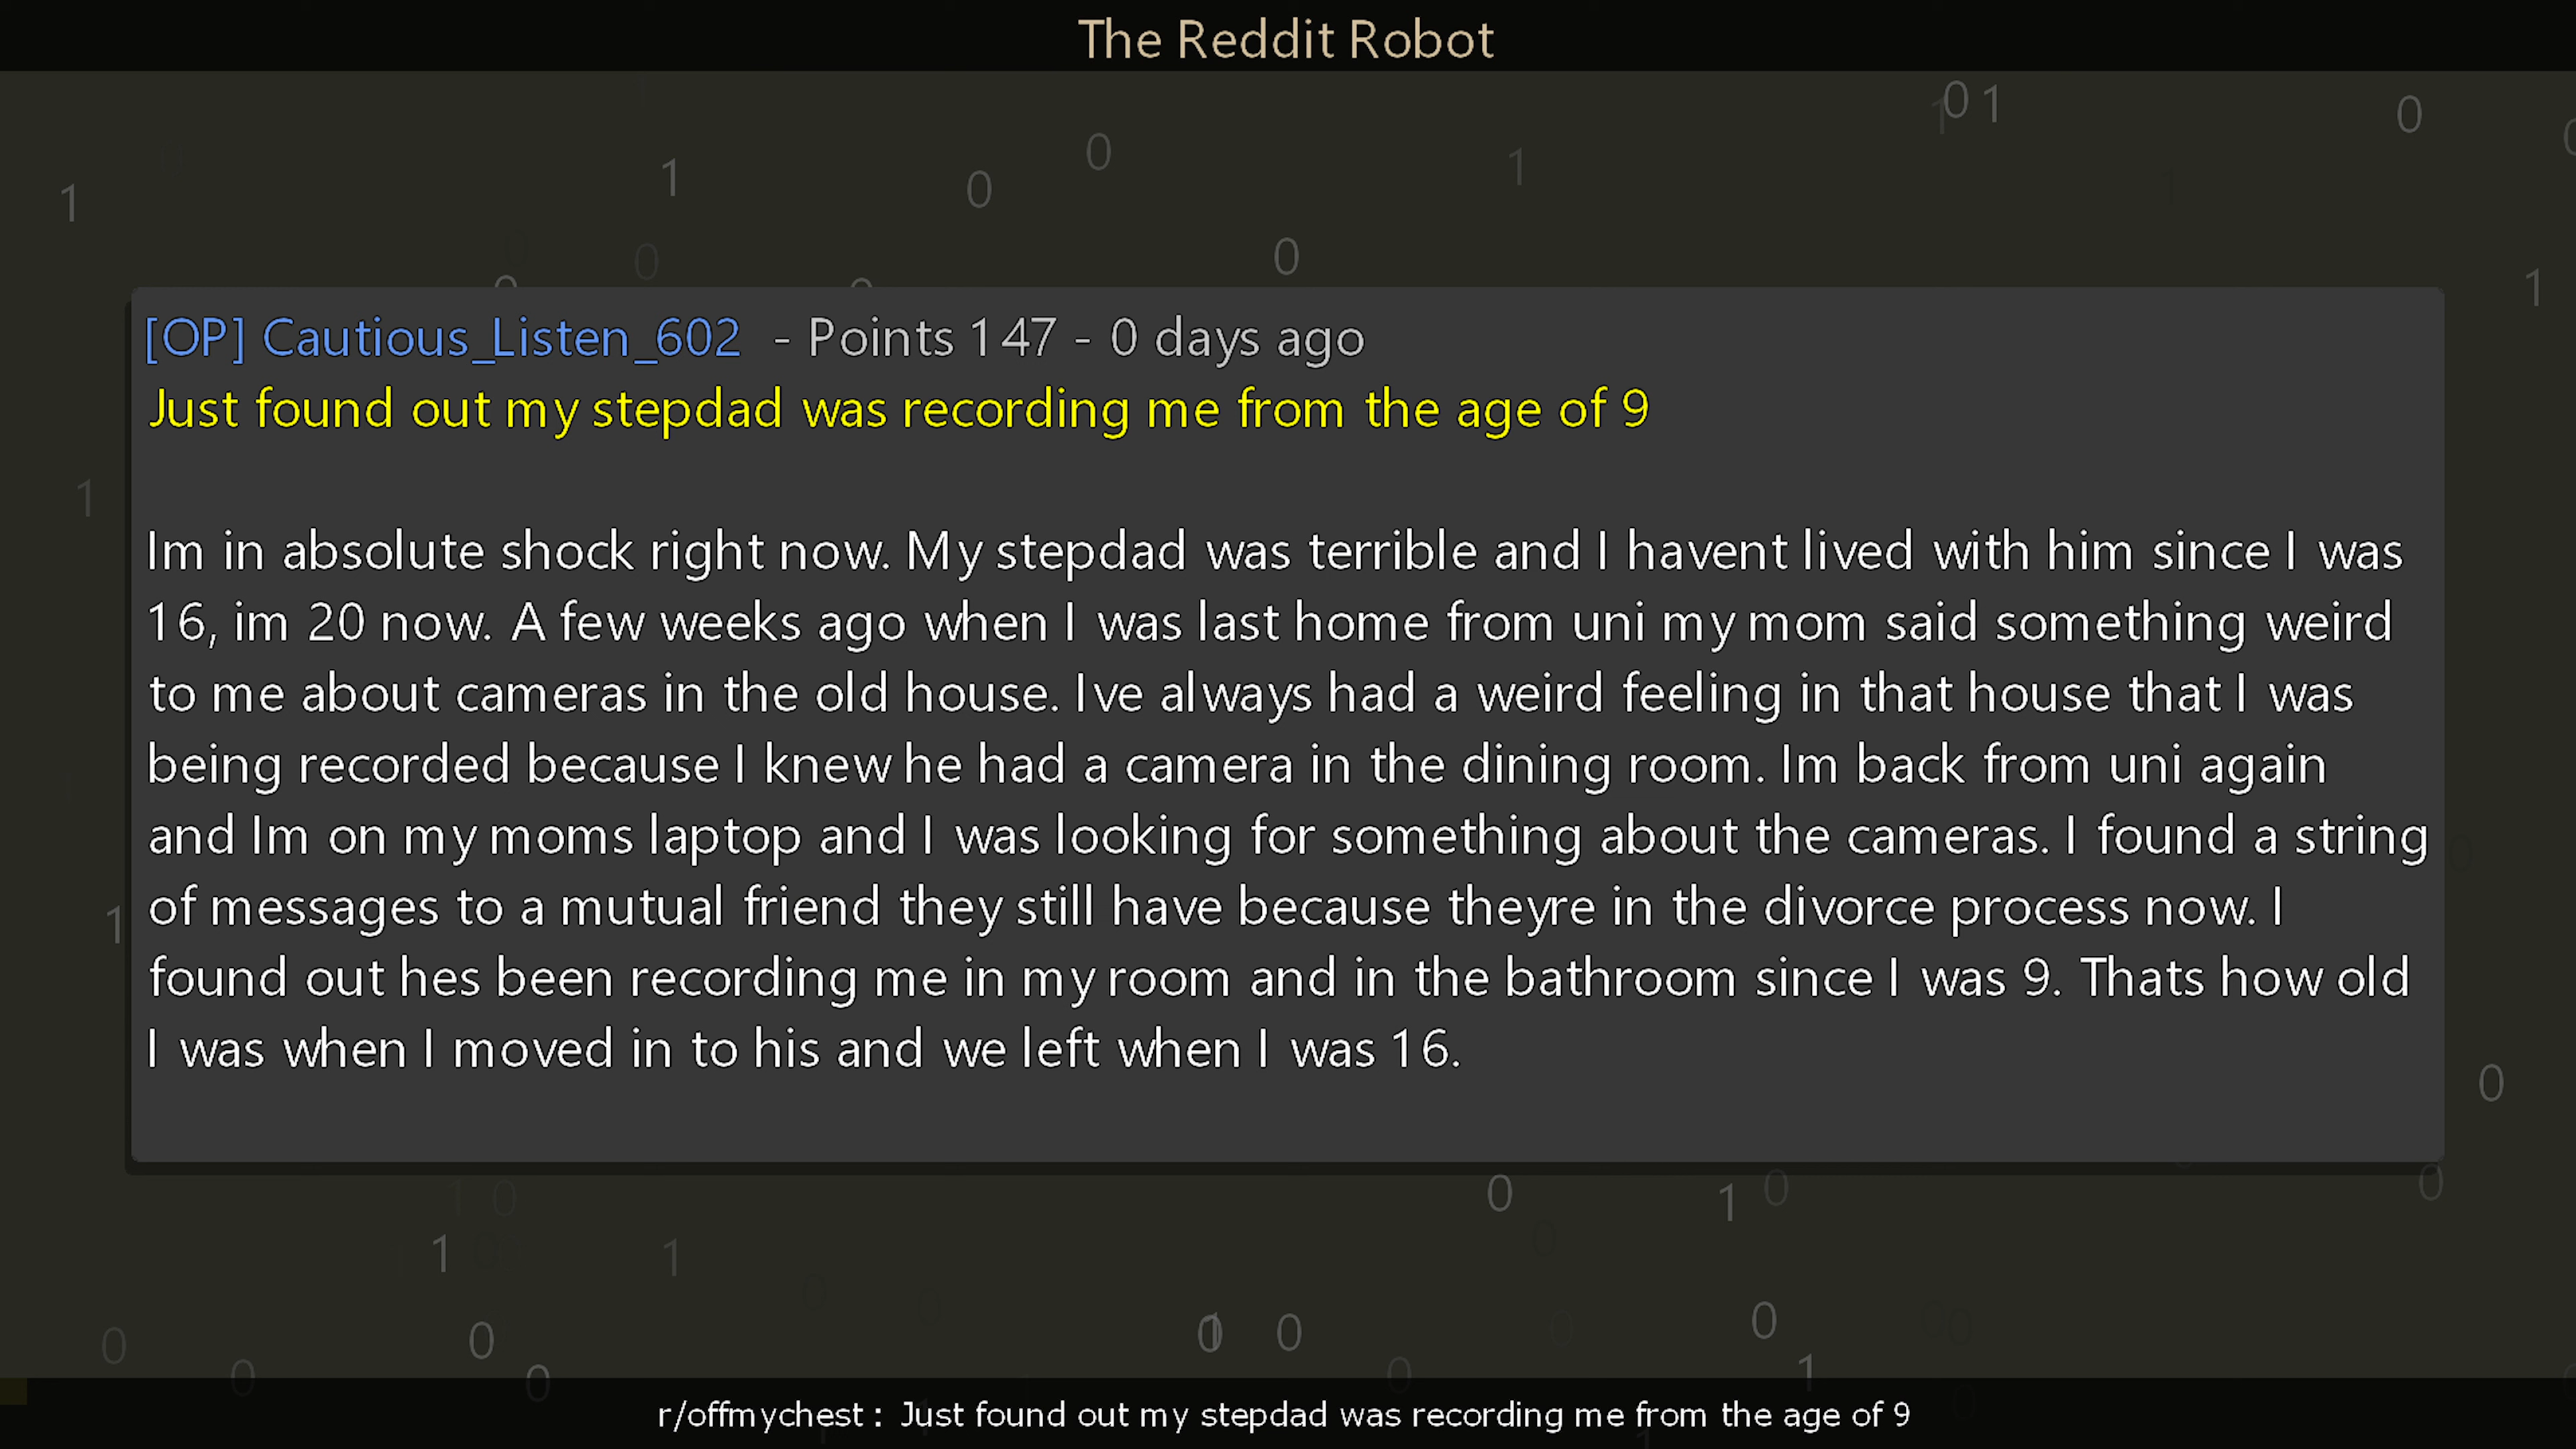 The Reddit Robot
[OP] Cautious_Listen_602 - Points 147 - 0 days ago
Just found out my stepdad was recording me from the age of 9
Im in absolute shock right now. My stepdad was terrible and I havent lived with him since I was
16, im 20 now. A few weeks ago when I was last home from uni my mom said something weird
to me about cameras in the old house. Ive always had a weird feeling in that house that I was
being recorded because I knew he had a camera in the dining room. Im back from uni again
and Im on my moms laptop and I was looking for something about the cameras. I found a string
of messages to a mutual friend they still have because theyre in the divorce process now. I
found out hes been recording me in my room and in the bathroom since I was 9. Thats how old
I was when I moved in to his and we left when I was 16.
r/offmychest : Just found out my stepdad was recording me from the age of 9